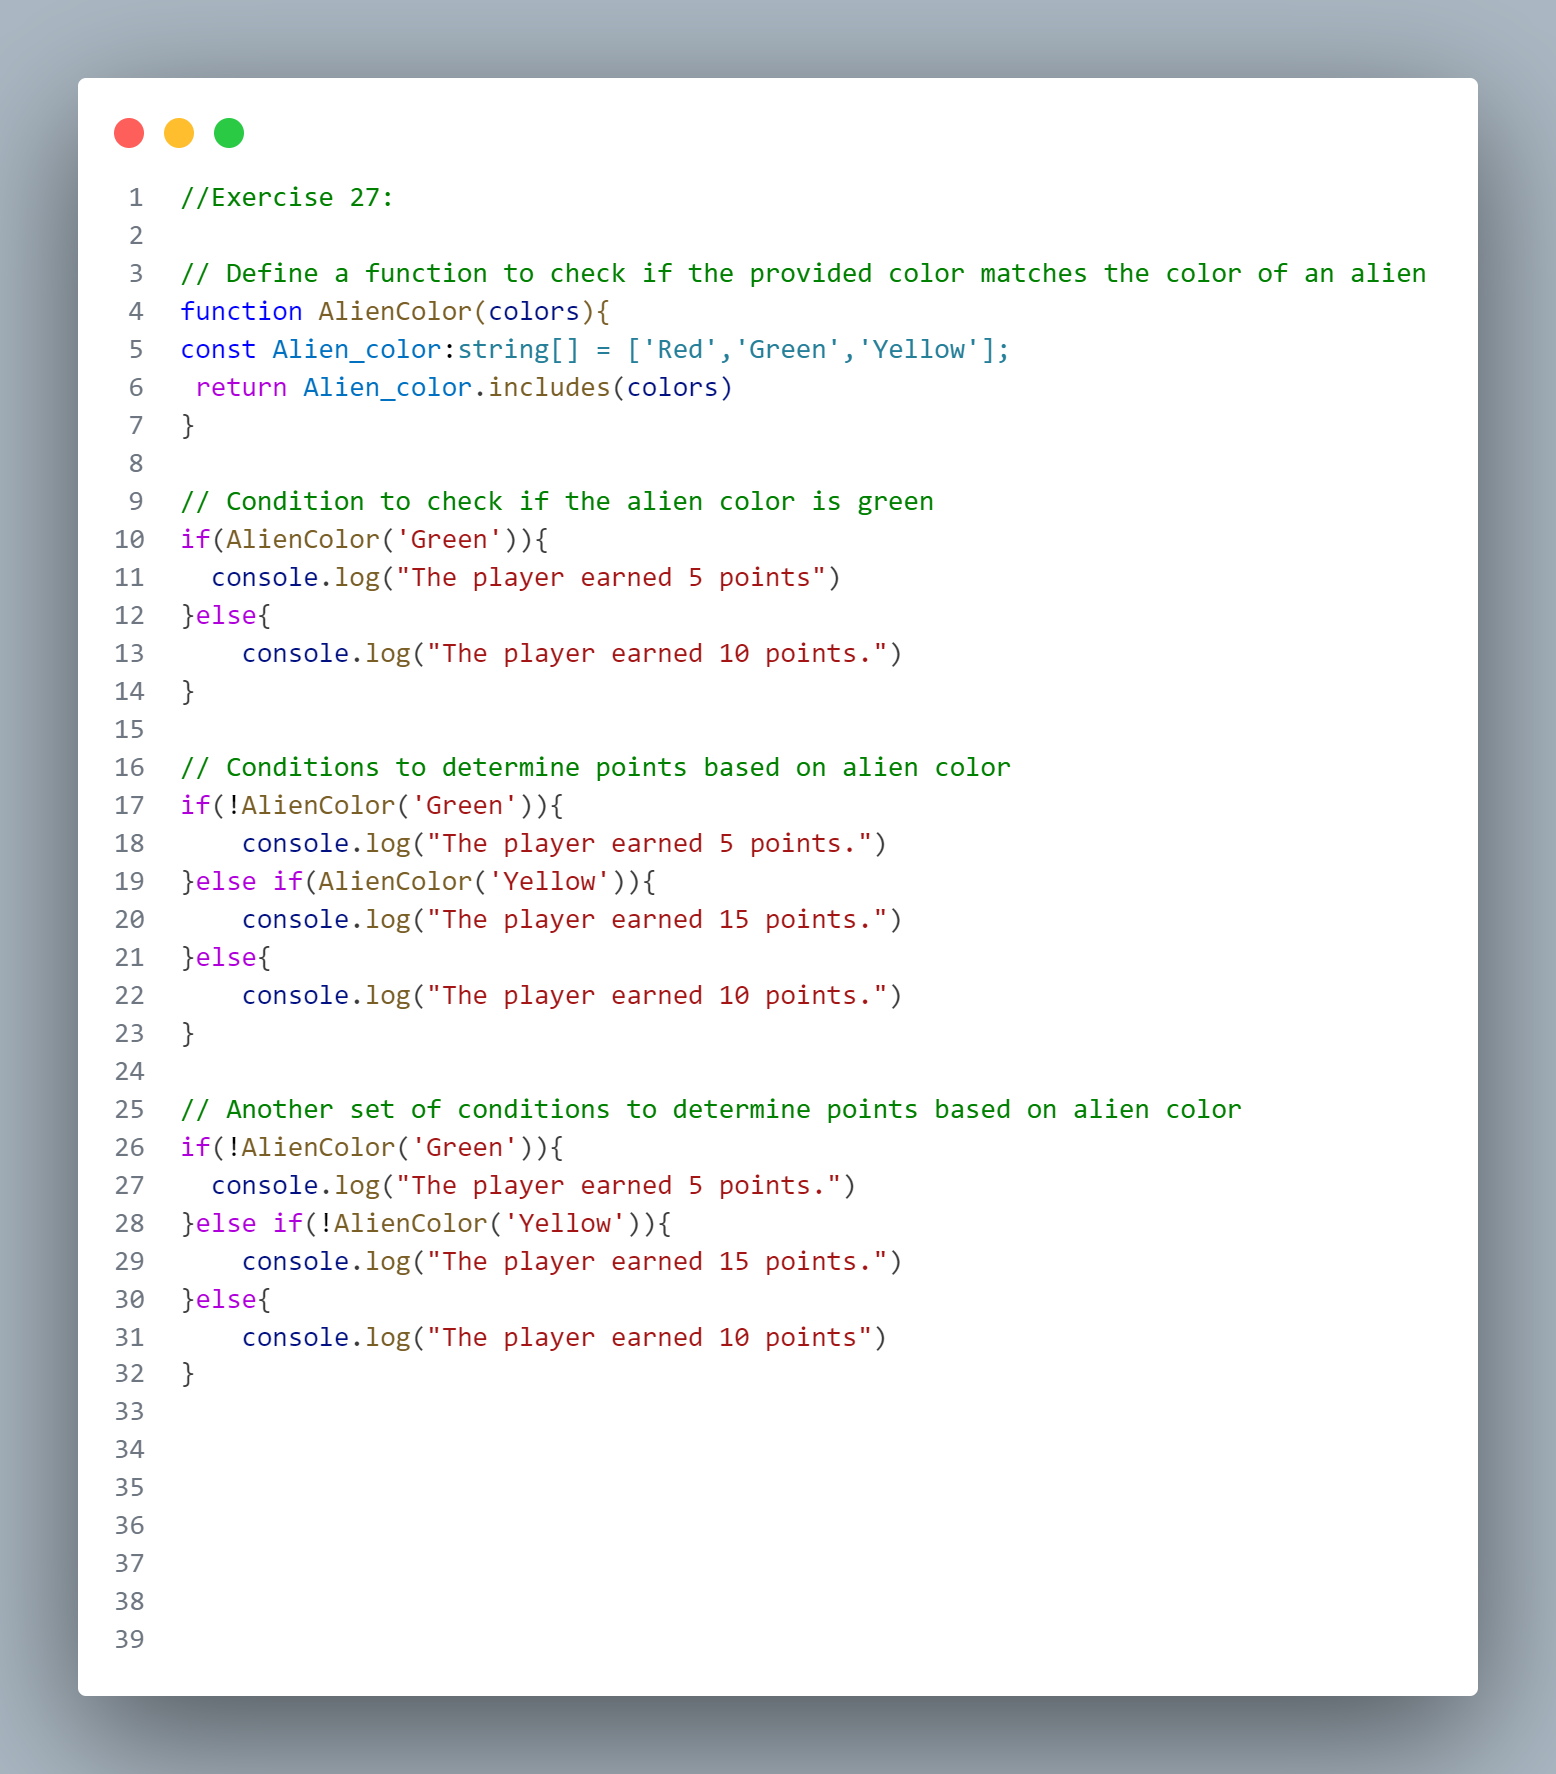 1 //Exercise 27:
2
3 // Define a function to check if the provided color matches the color of an alien
4 function AlienColor(colors){
5 const Alien_color:string[] = ['Red','Green','Yellow'];
6  return Alien_color.includes(colors)
7 }
8
9 // Condition to check if the alien color is green
10 if(AlienColor('Green')){
11   console.log("The player earned 5 points")
12 }else{
13     console.log("The player earned 10 points.")
14 }
15
16 // Conditions to determine points based on alien color
17 if(!AlienColor('Green')){
18     console.log("The player earned 5 points.")
19 }else if(AlienColor('Yellow')){
20     console.log("The player earned 15 points.")
21 }else{
22     console.log("The player earned 10 points.")
23 }
24
25 // Another set of conditions to determine points based on alien color
26 if(!AlienColor('Green')){
27   console.log("The player earned 5 points.")
28 }else if(!AlienColor('Yellow')){
29     console.log("The player earned 15 points.")
30 }else{
31     console.log("The player earned 10 points")
32 }
33
34
35
36
37
38
39